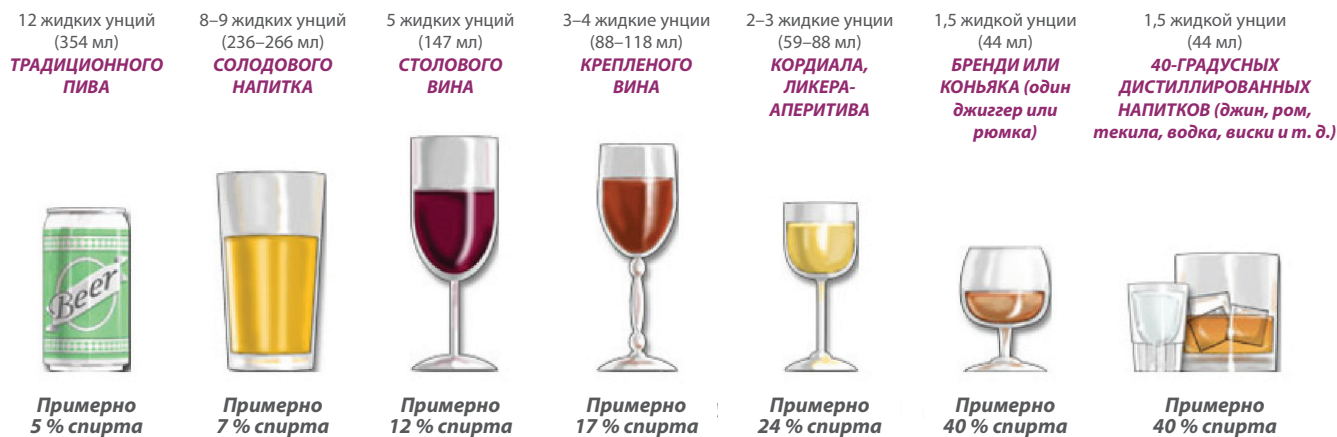 12 жидких унций
(354 мл)
ТРАДИЦИОННОГО
ПИВА
8–9 жидких унций
(236–266 мл)
СОЛОДОВОГО
НАПИТКА
5 жидких унций
(147 мл)
СТОЛОВОГО
ВИНА
3–4 жидкие унции
(88–118 мл)
КРЕПЛЕНОГО
ВИНА
2–3 жидкие унции
(59–88 мл)
КОРДИАЛА,
ЛИКЕРА-
АПЕРИТИВА
1,5 жидкой унции
(44 мл)
БРЕНДИ ИЛИ
КОНЬЯКА (один
джиггер или
рюмка)
1,5 жидкой унции
(44 мл)
40-ГРАДУСНЫХ
ДИСТИЛЛИРОВАННЫХ
НАПИТКОВ (джин, ром,
текила, водка, виски и т. д.)
Beer
Примерно
5 % спирта
Примерно
7 % спирта
Примерно
12 % спирта
Примерно
17 % спирта
Примерно
24 % спирта
Примерно
40 % спирта
Примерно
40 % спирта